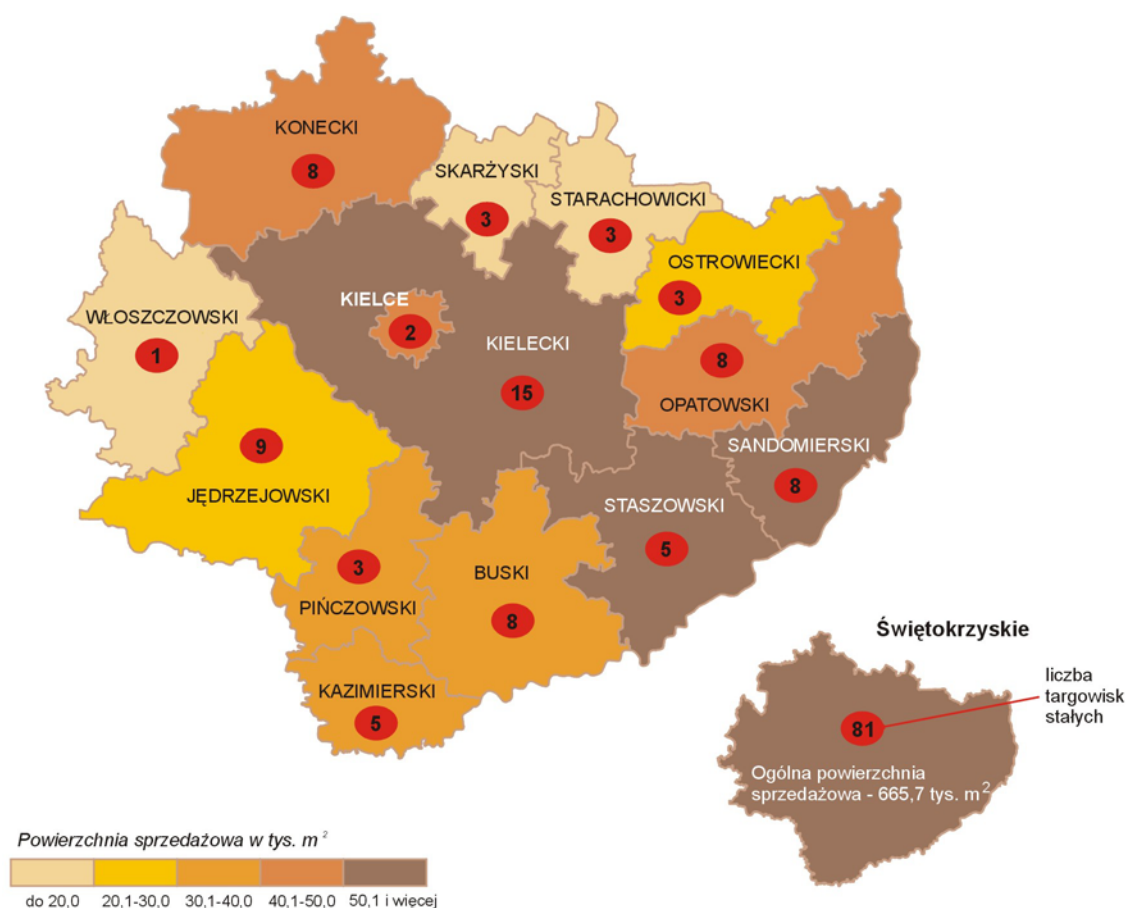 KONECKI
8
SKARŻYSKI
3
STARACHOWICKI
3
OSTROWIECKI
3
WŁOSZCZOWSKI
1
KIELCE
2
KIELECKI
15
8
OPATOWSKI
9
JĘDRZEJOWSKI
SANDOMIERSKI
8
STASZOWSKI
5
3
PIŃCZOWSKI
BUSKI
8
KAZIMIERSKI
5
Świętokrzyskie
liczba
targowisk
stałych
81
Ogólna powierzchnia
sprzedażowa - 665,7 tys. m²
Powierzchnia sprzedażowa w tys. m²
do 20,0 20,1-30,0 30,1-40,0 40,1-50,0 50,1 i więcej